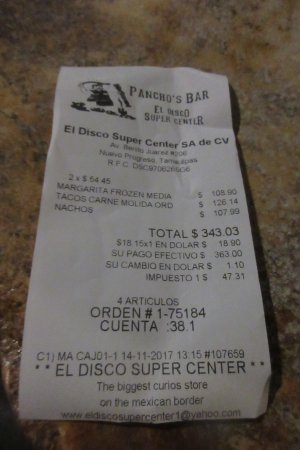 PANCHO'S BAR
EL DISCO
SUPER CENTER
El Disco Super Center SA de CV
Av. Benito Juarez #206
Nuevo Progreso, Tamaulipas
R.F.C. DSC970626SG6
2 x $ 54.45
MARGARITA FROZEN MEDIA $ 108.90
TACOS CARNE MOLIDA ORD $ 126.14
NACHOS $ 107.99
TOTAL $ 343.03
$18.15x1 EN DOLAR $ 18.90
SU PAGO EFECTIVO $ 363.00
SU CAMBIO EN DOLAR $ 1.10
IMPUESTO 1 $ 47.31
4 ARTICULOS
ORDEN # 1-75184
CUENTA :38.1
C1) MA CAJ01-1 14-11-2017 13:15 #107659
** EL DISCO SUPER CENTER **
The biggest curios store
on the mexican border
www.eldiscosupercenter1@yahoo.com